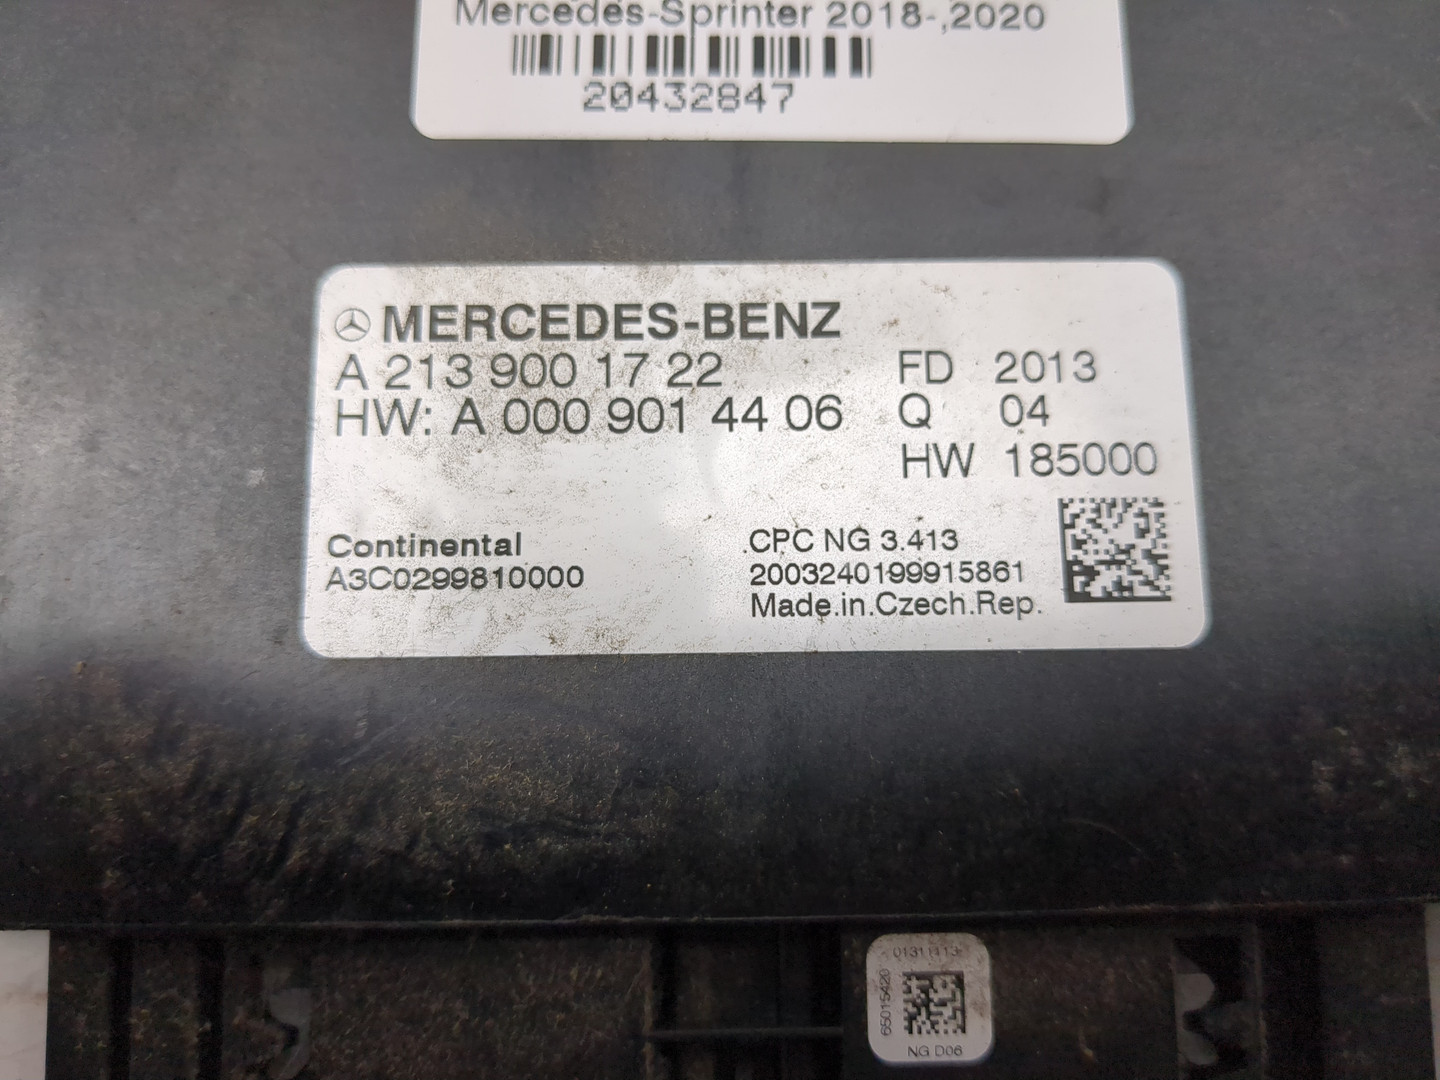 Mercedes-Sprinter 2018-,2020
20432847
MERCEDES-BENZ
A 213 900 17 22 FD 2013
HW: A 000 901 44 06 Q 04
HW 185000
Continental
A3C0299810000
.CPC NG 3.413
2003240199915861
Made.in.Czech.Rep.
65015420
NG D06